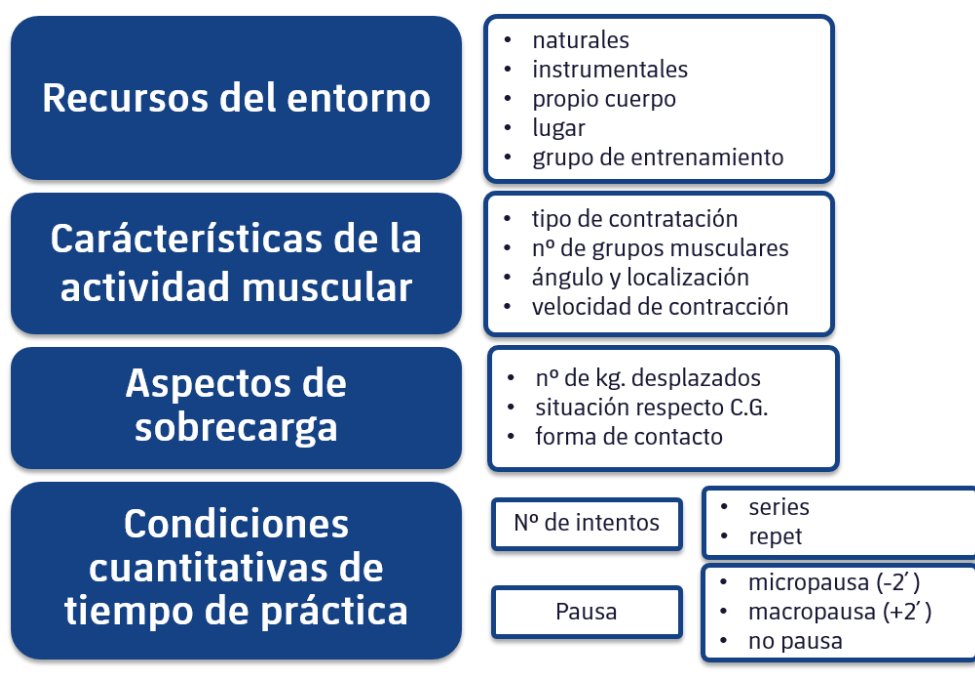 Recursos del entorno
• naturales
• instrumentales
• propio cuerpo
• lugar
• grupo de entrenamiento
Carácterísticas de la
actividad muscular
• tipo de contratación
• nº de grupos musculares
• ángulo y localización
• velocidad de contracción
Aspectos de
sobrecarga
• nº de kg. desplazados
• situación respecto C.G.
• forma de contacto
Condiciones
cuantitativas de
tiempo de práctica
Nº de intentos
• series
• repet
Pausa
• micropausa (-2´)
• macropausa (+2´)
• no pausa